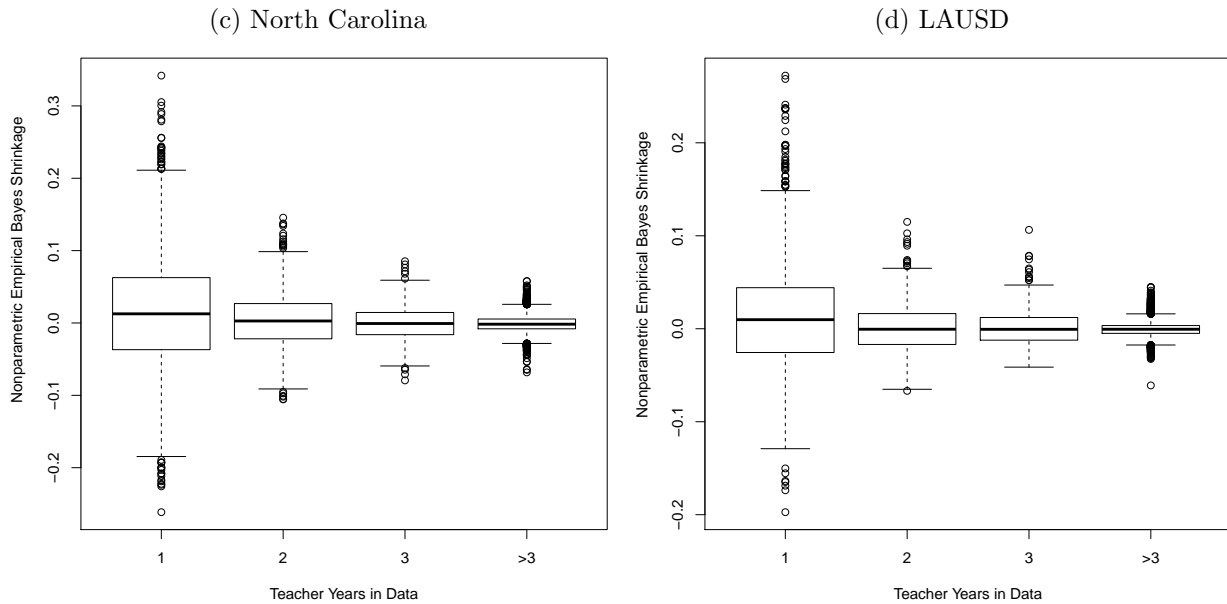 (c) North Carolina
Nonparametric Empirical Bayes Shrinkage
0.3
0.2
0.1
0.0
−0.1
−0.2
1 2 3 >3
Teacher Years in Data
(d) LAUSD
Nonparametric Empirical Bayes Shrinkage
0.2
0.1
0.0
−0.1
−0.2
1 2 3 >3
Teacher Years in Data